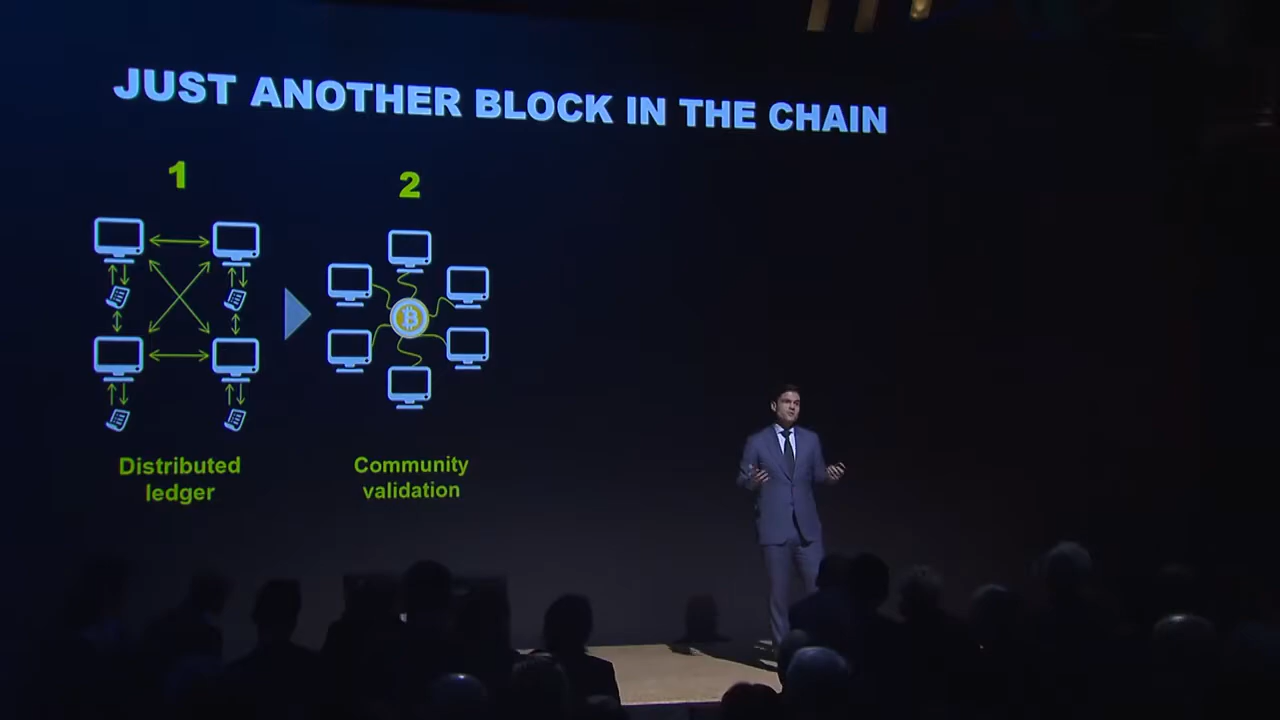 JUST ANOTHER BLOCK IN THE CHAIN
1
2
Distributed
ledger
Community
validation